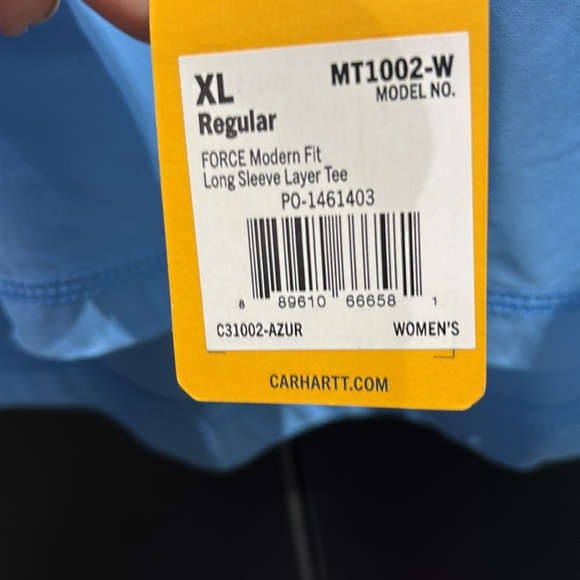 XL
MT1002-W
MODEL NO.
Regular
FORCE Modern Fit
Long Sleeve Layer Tee
PO-1461403
8 89610 66658 1
C31002-AZUR WOMEN'S
CARHARTT.COM